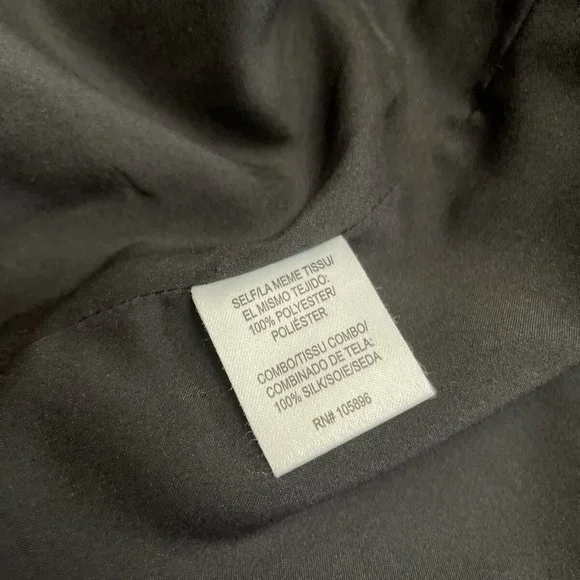 SELF/LA MEME TISSU/
EL MISMO TEJIDO:
100% POLYESTER/
POLIÉSTER
COMBO/TISSU COMBO/
COMBINADO DE TELA:
100% SILK/SOIE/SEDA
RN# 105896